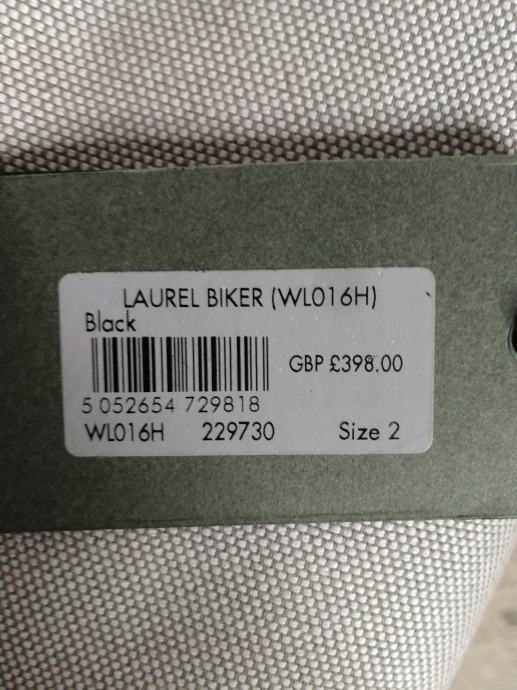 LAUREL BIKER (WL016H)
Black
GBP £398.00
5 052654 729818
WL016H 229730 Size 2